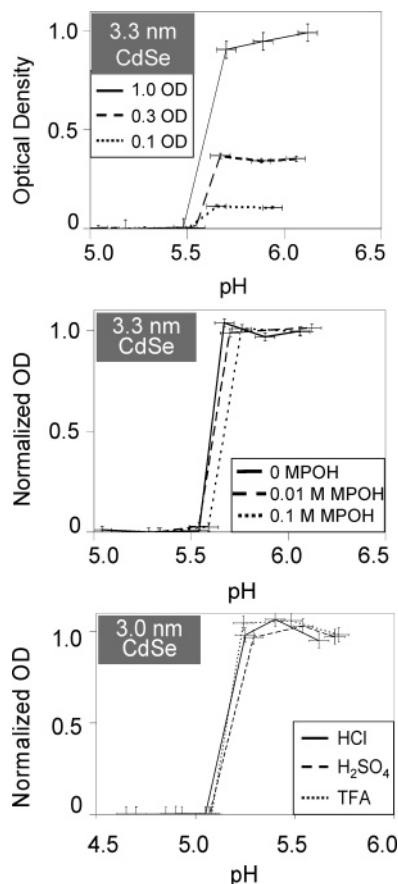 1.0
3.3 nm
CdSe
1.0 OD
0.3 OD
0.1 OD
Optical Density
0.5
0
5.0 5.5 6.0 6.5
pH
1.0
3.3 nm
CdSe
Normalized OD
0.5
0 MPOH
0.01 M MPOH
0.1 M MPOH
0
5.0 5.5 6.0 6.5
pH
3.0 nm
CdSe
1.0
Normalized OD
0.5
HCl
H₂SO₄
TFA
0
4.5 5.0 5.5 6.0
pH